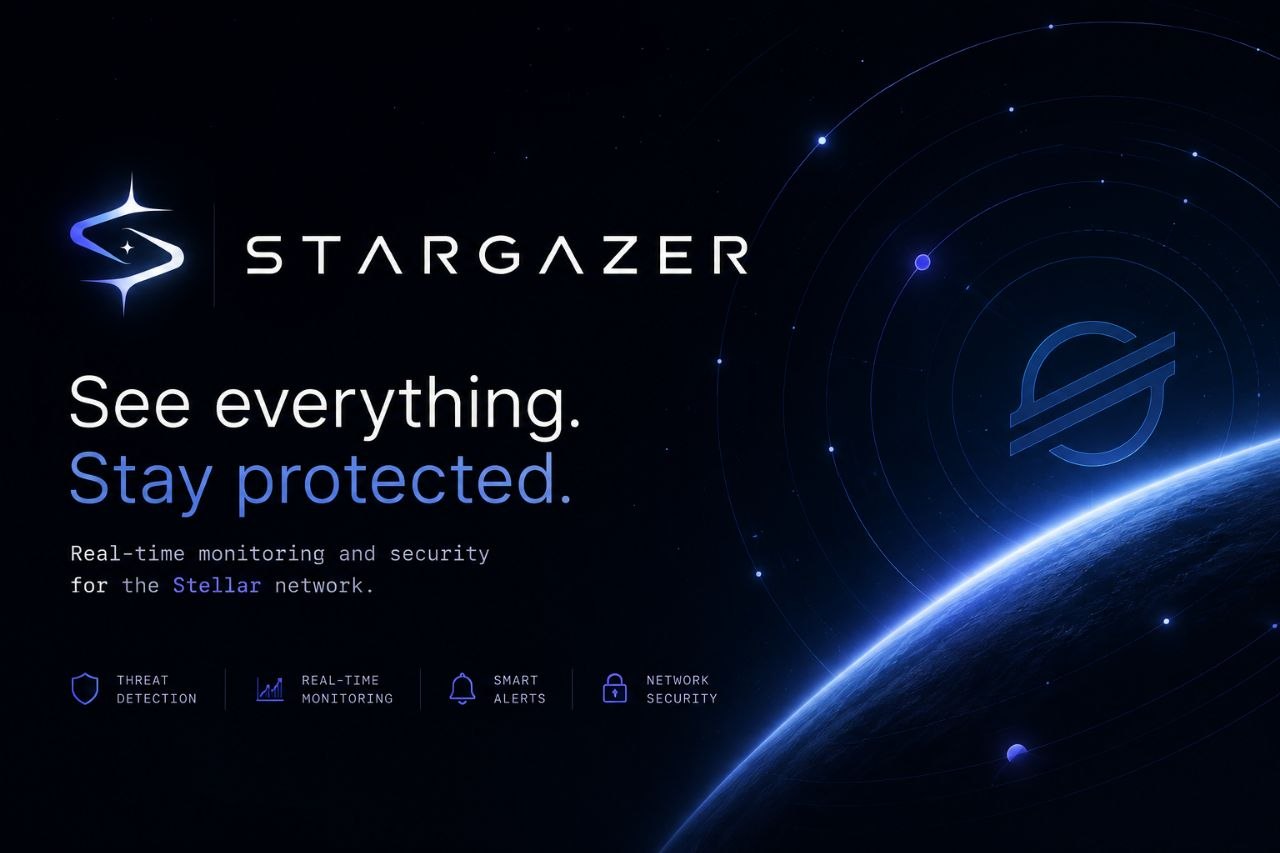 STARGAZER
See everything.
Stay protected.
Real-time monitoring and security
for the Stellar network.
THREAT
DETECTION
REAL-TIME
MONITORING
SMART
ALERTS
NETWORK
SECURITY